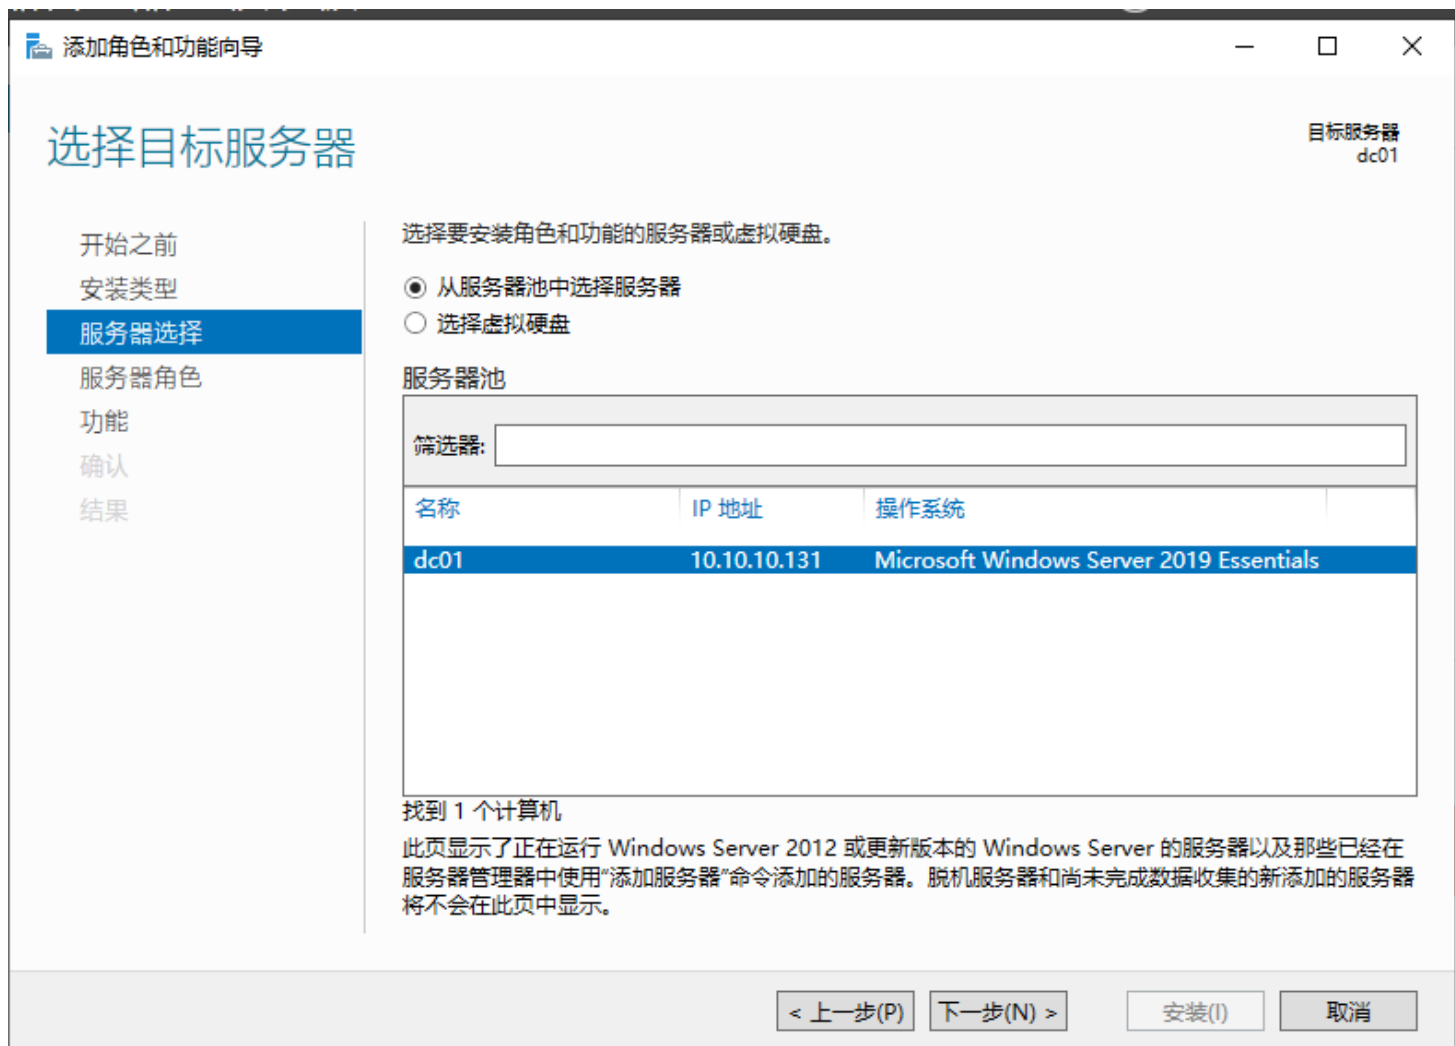 添加角色和功能向导
选择目标服务器
目标服务器
dc01
开始之前
安装类型
服务器选择
服务器角色
功能
确认
结果
选择要安装角色和功能的服务器或虚拟硬盘。
从服务器池中选择服务器
选择虚拟硬盘
服务器池
筛选器:
名称 IP 地址 操作系统
dc01 10.10.10.131 Microsoft Windows Server 2019 Essentials
找到 1 个计算机
此页显示了正在运行 Windows Server 2012 或更新版本的 Windows Server 的服务器以及那些已经在
服务器管理器中使用“添加服务器”命令添加的服务器。脱机服务器和尚未完成数据收集的新添加的服务器
将不会在此页中显示。
< 上一步(P) 下一步(N) > 安装(I) 取消